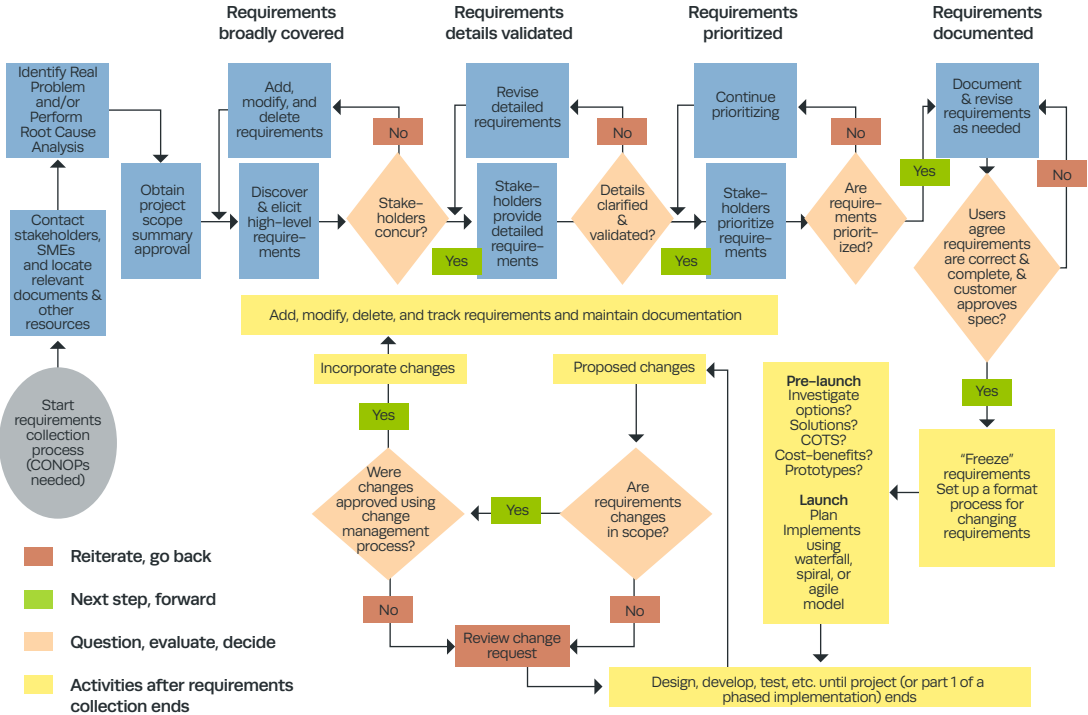 Requirements
broadly covered
Requirements
details validated
Requirements
prioritized
Requirements
documented
Identify Real
Problem
and/or
Perform
Root Cause
Analysis
Add,
modify, and
delete
requirements
No
Revise
detailed
requirements
No
Continue
prioritizing
No
Document
& revise
requirements
as needed
Yes
No
Contact
stakeholders,
SMEs
and locate
relevant
documents &
other
resources
Obtain
project
scope
summary
approval
Discover
& elicit
high-level
require-
ments
Stake-
holders
concur?
Yes
Stake-
holders
provide
detailed
require-
ments
Details
clarified
&
validated?
Yes
Stake-
holders
prioritize
require-
ments
Are
require-
ments
priorit-
ized?
Users
agree
requirements
are correct &
complete, &
customer
approves
spec?
Yes
Add, modify, delete, and track requirements and maintain documentation
Incorporate changes
Proposed changes
Yes
Start
requirements
collection
process
(CONOPs
needed)
Were
changes
approved using
change
management
process?
Yes
Are
requirements
changes
in scope?
No
No
Review change
request
Pre-launch
Investigate
options?
Solutions?
COTS?
Cost-benefits?
Prototypes?
Launch
Plan
Implements
using
waterfall,
spiral, or
agile
model
“Freeze”
requirements
Set up a format
process for
changing
requirements
Design, develop, test, etc. until project (or part 1 of a
phased implementation) ends
Reiterate, go back
Next step, forward
Question, evaluate, decide
Activities after requirements
collection ends